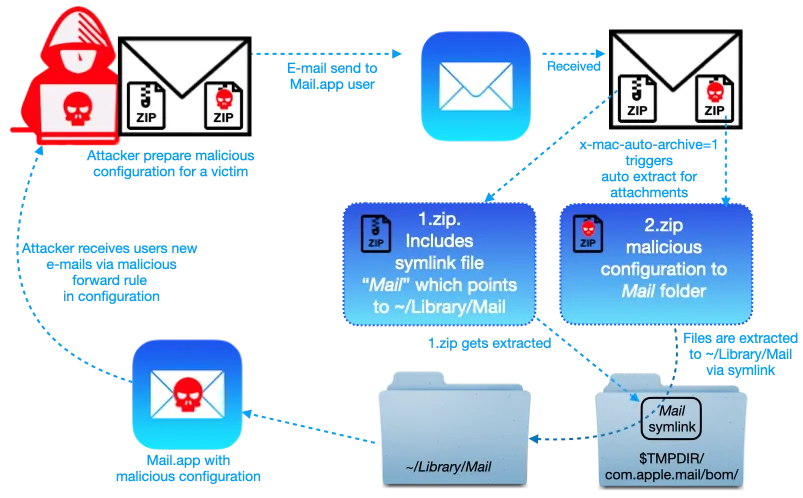 ZIP
ZIP
Attacker prepare malicious
configuration for a victim
E-mail send to
Mail.app user
Received
ZIP
ZIP
x-mac-auto-archive=1
triggers
auto extract for
attachments
ZIP
1.zip.
Includes
symlink file
“Mail” which points
to ~/Library/Mail
ZIP
2.zip
malicious
configuration to
Mail folder
Attacker receives users new
e-mails via malicious
forward rule
in configuration
1.zip gets extracted
Files are extracted
to ~/Library/Mail
via symlink
Mail.app with
malicious configuration
~/Library/Mail
Mail
symlink
$TMPDIR/
com.apple.mail/bom/